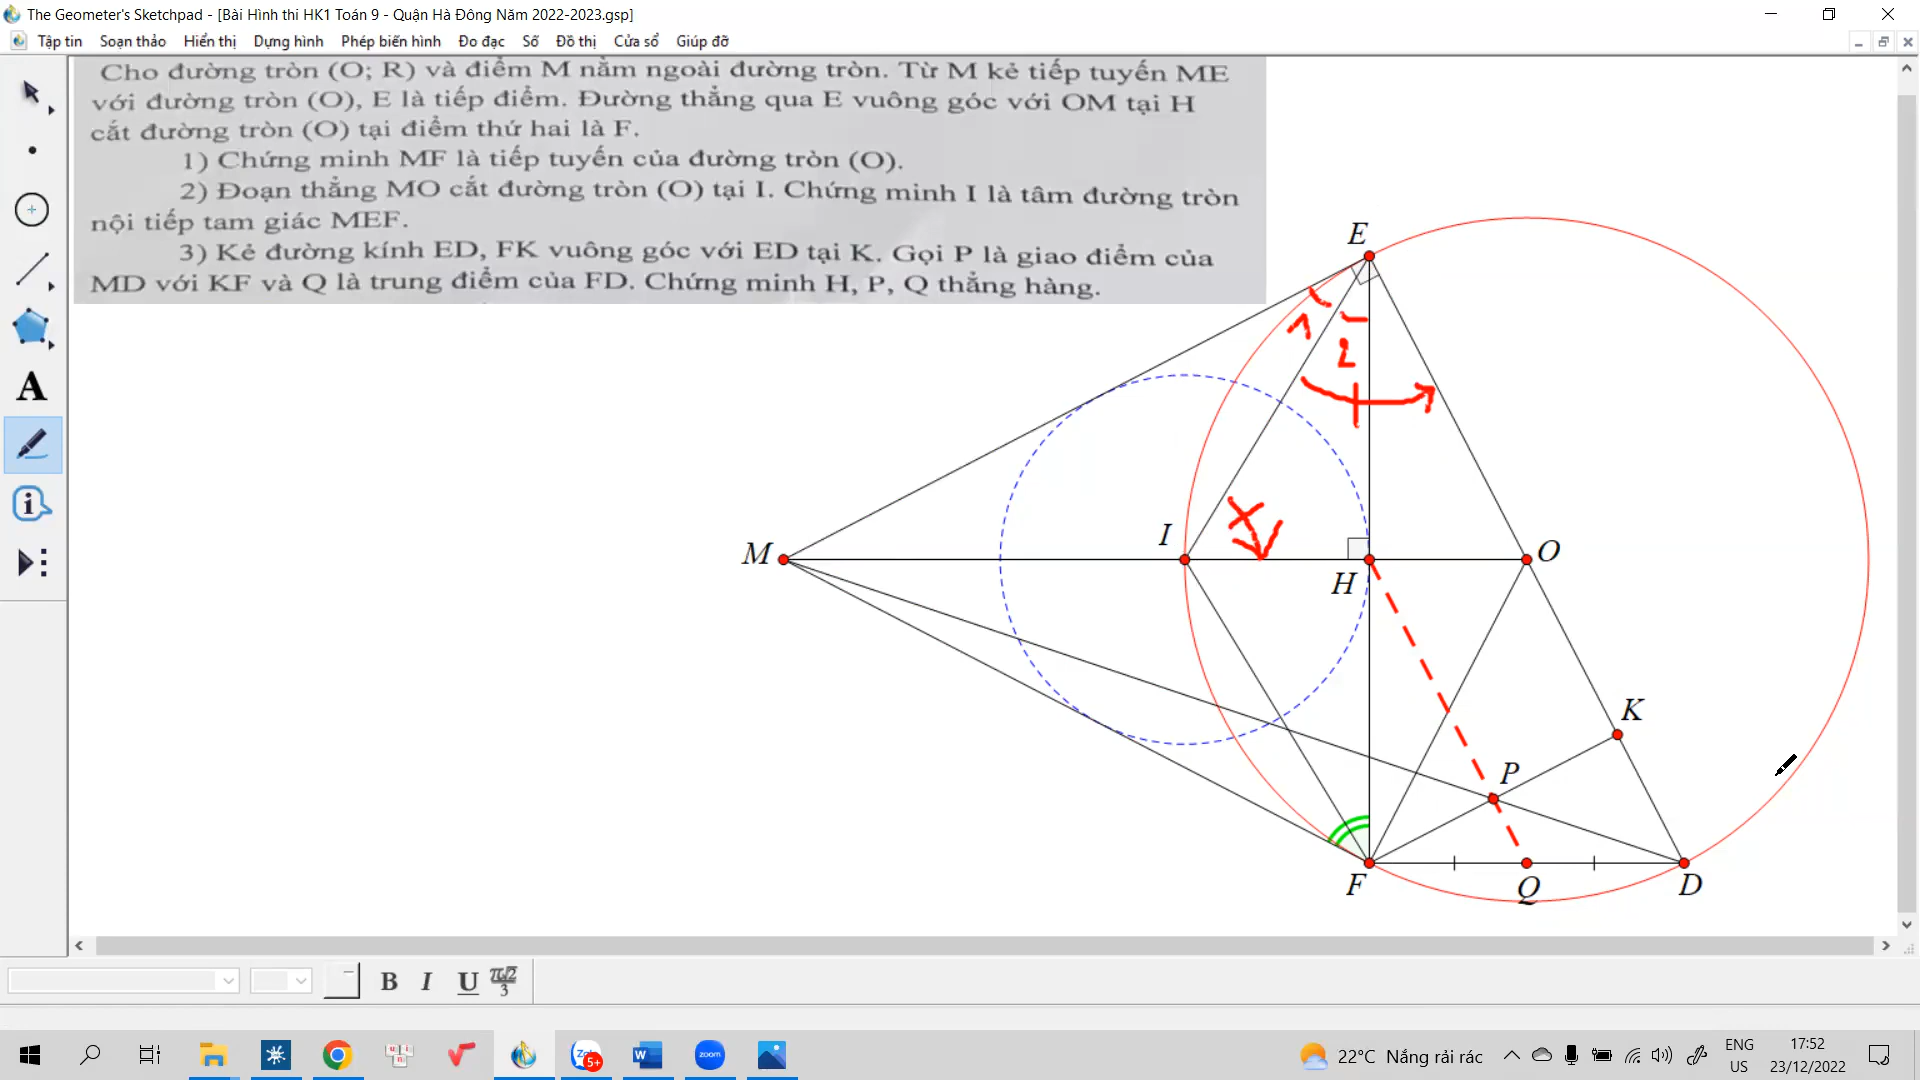 The Geometer's Sketchpad - [Bài Hình thi HK1 Toán 9 - Quận Hà Đông Năm 2022-2023.gsp]
Tập tin Soạn thảo Hiển thị Dựng hình Phép biến hình Đo đạc Số Đồ thị Cửa sổ Giúp đỡ
Cho đường tròn (O; R) và điểm M nằm ngoài đường tròn. Từ M kẻ tiếp tuyến ME
với đường tròn (O), E là tiếp điểm. Đường thẳng qua E vuông góc với OM tại H
cắt đường tròn (O) tại điểm thứ hai là F.
1) Chứng minh MF là tiếp tuyến của đường tròn (O).
2) Đoạn thẳng MO cắt đường tròn (O) tại I. Chứng minh I là tâm đường tròn
nội tiếp tam giác MEF.
3) Kẻ đường kính ED, FK vuông góc với ED tại K. Gọi P là giao điểm của
MD với KF và Q là trung điểm của FD. Chứng minh H, P, Q thẳng hàng.
E
1
2
M
I
H
O
K
P
F
Q
D
A
B I U π√2/3
zoom
5+
W
22°C Nắng rải rác
ENG
US
17:52
23/12/2022